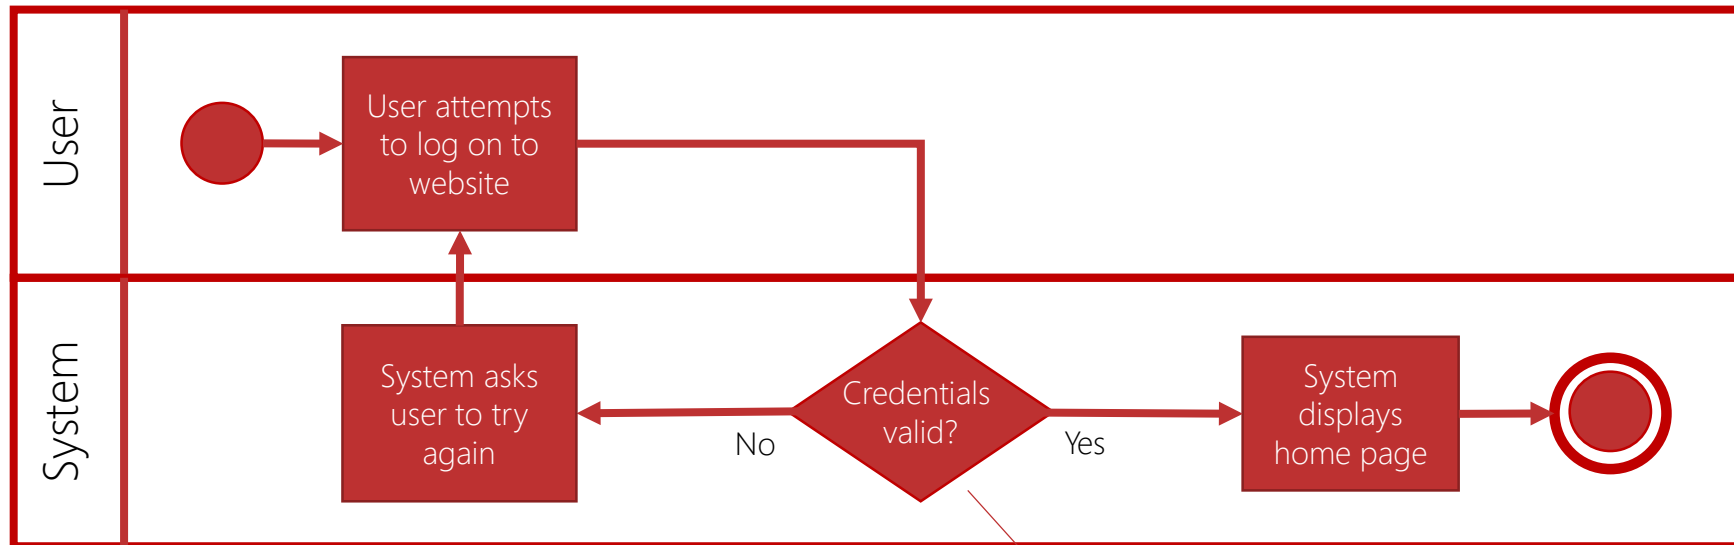 User
User attempts
to log on to
website
System
System asks
user to try
again
No
Credentials
valid?
Yes
System
displays
home page